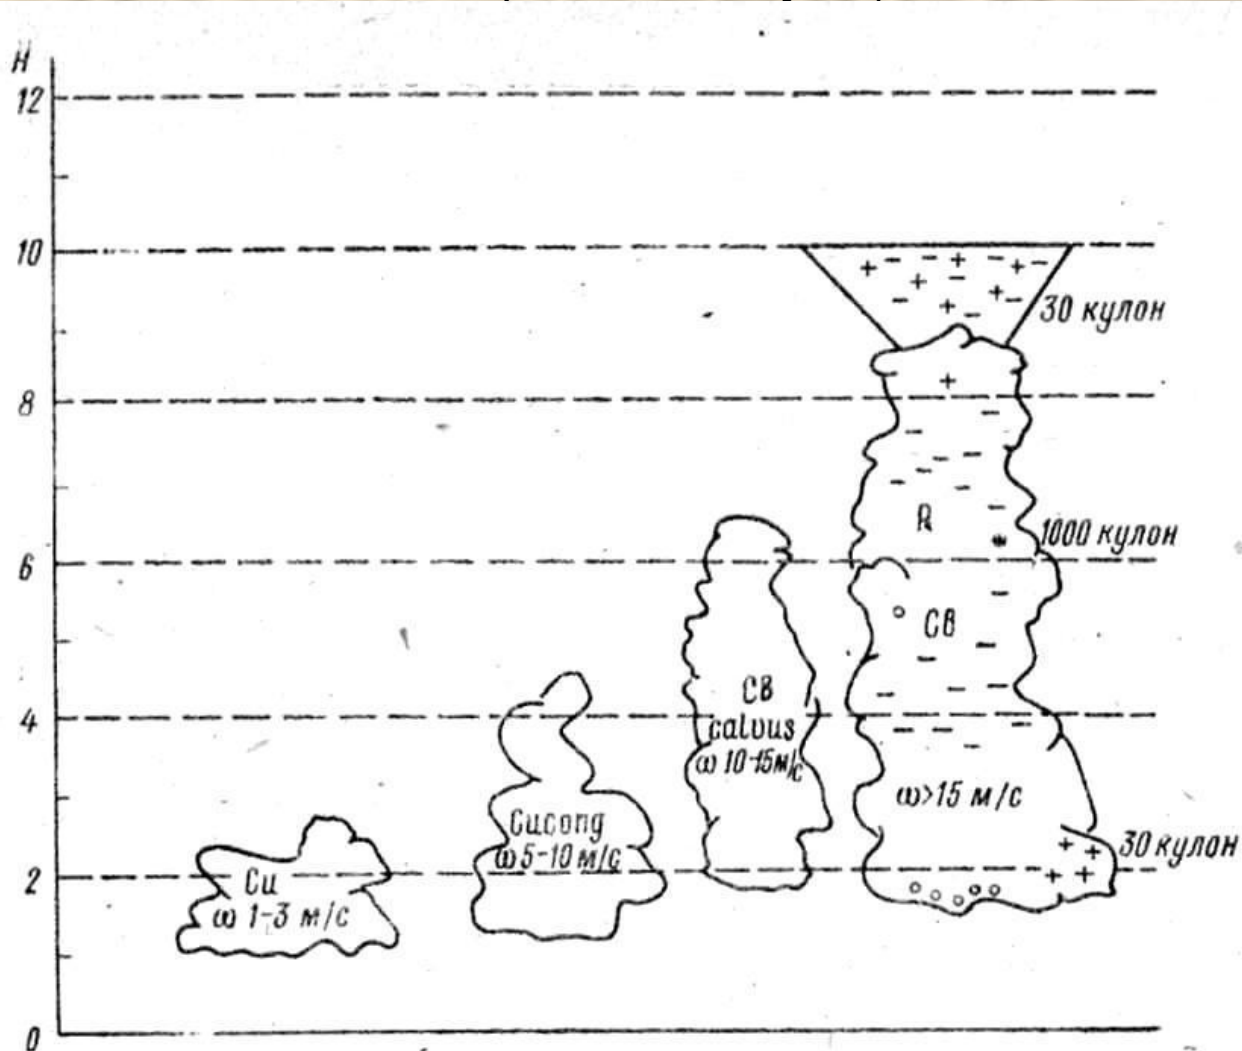 H
12
10
8
6
4
2
0
30 кулон
1000 кулон
30 кулон
Cu
ω 1-3 м/с
Cucong
ω 5-10 м/с
CB
calvus
ω 10-15 м/с
CB
ω>15 м/с